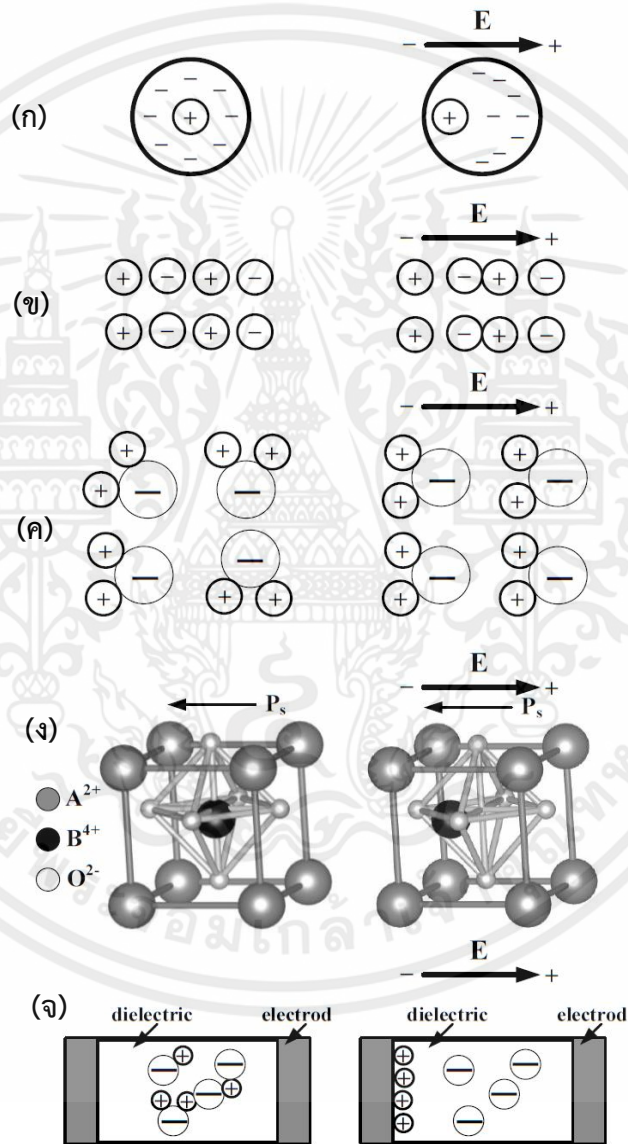 − E +
(ก)
− E +
(ข)
− E +
(ค)
− E +
Pₛ Pₛ
(ง)
A²⁺
B⁴⁺
O²⁻
− E +
(จ)
dielectric electrod dielectric electrod